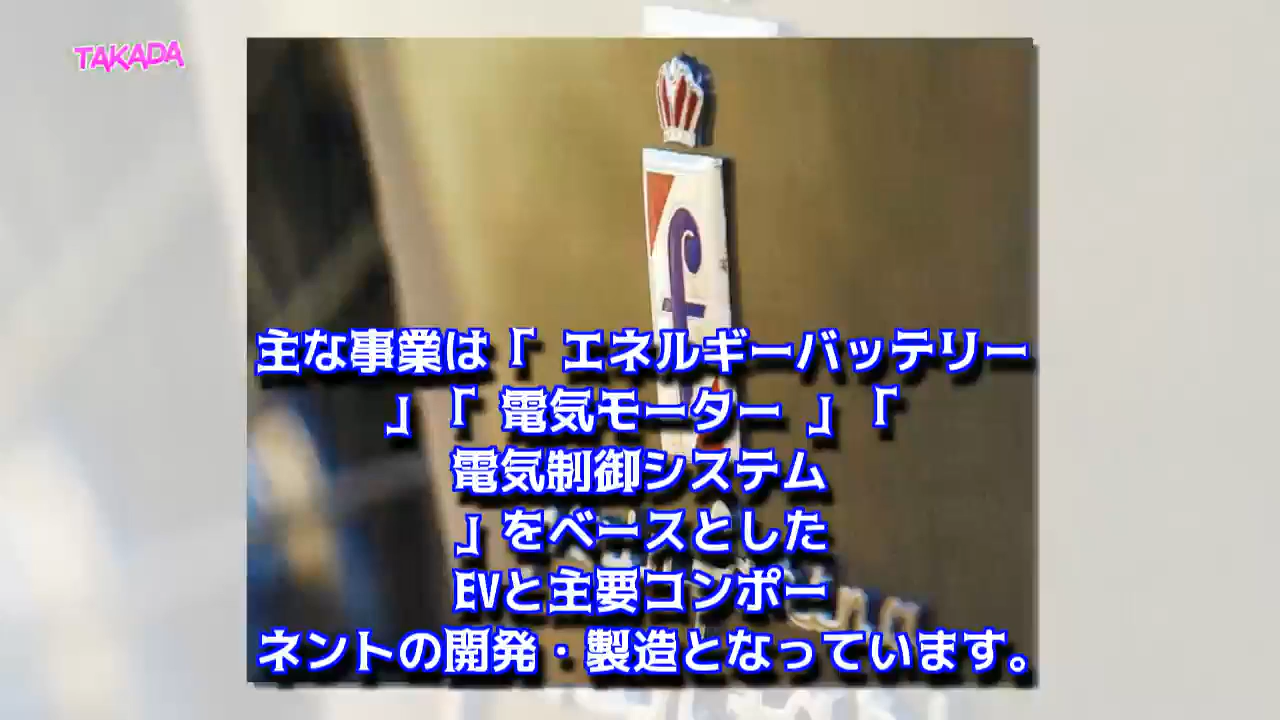 TAKADA
f
主な事業は『 エネルギーバッテリー
』『 電気モーター 』『
電気制御システム
』をベースとした
EVと主要コンポー
ネントの開発・製造となっています。